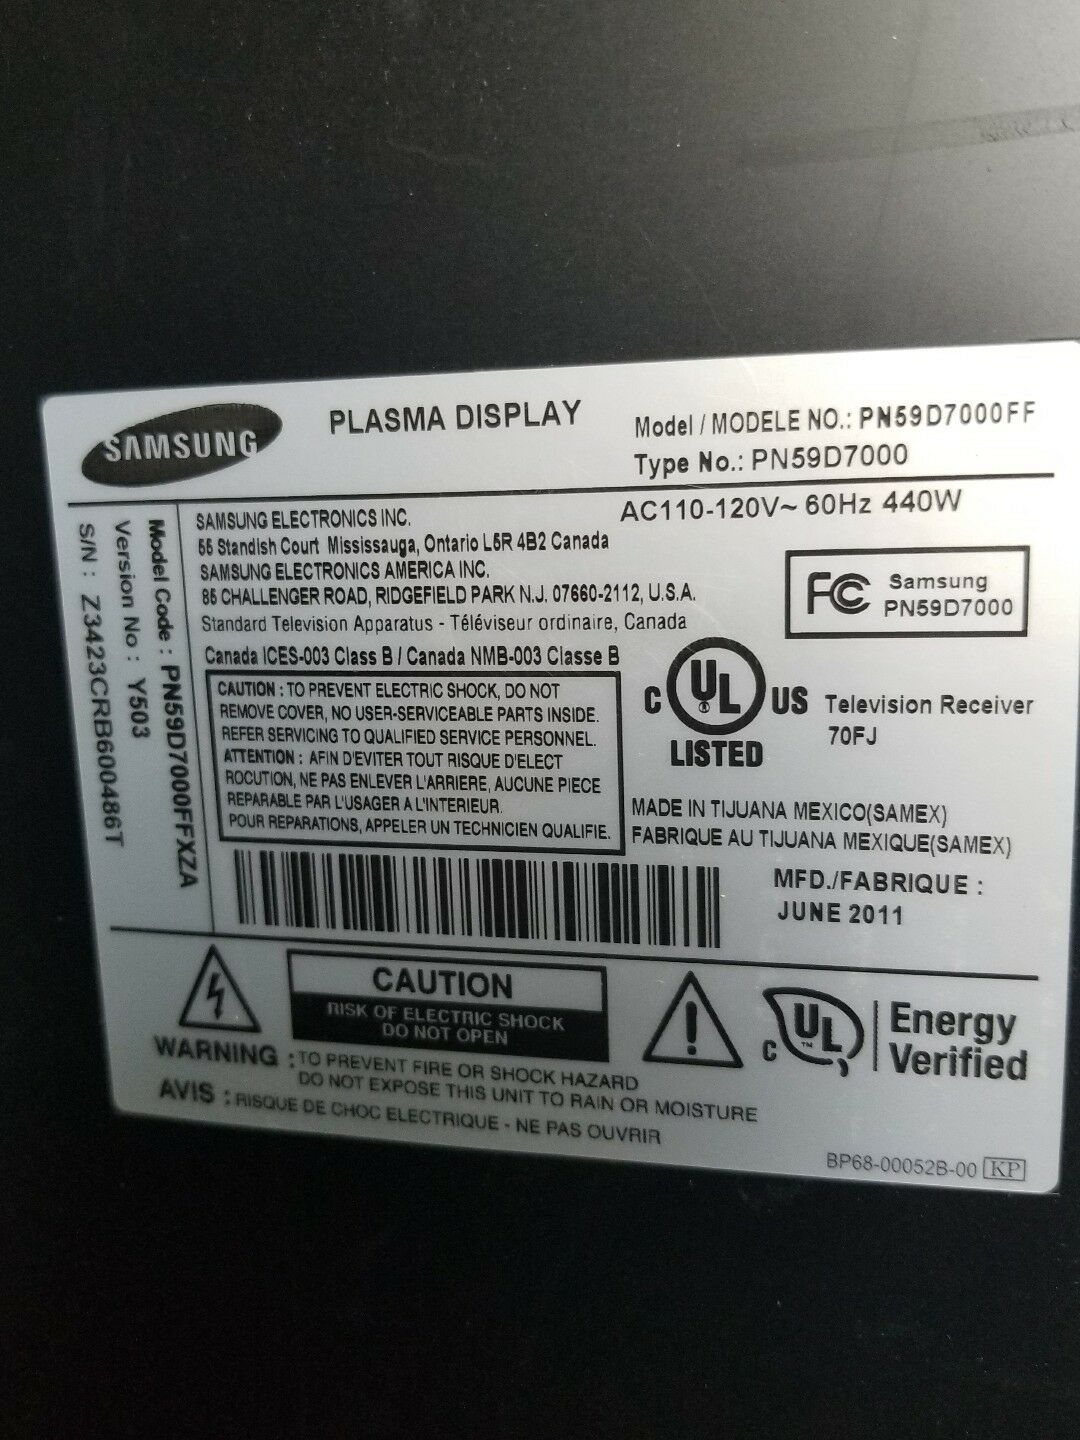 SAMSUNG
PLASMA DISPLAY
Model / MODELE NO.: PN59D7000FF
Type No.: PN59D7000
AC110-120V~ 60Hz 440W
SAMSUNG ELECTRONICS INC.
55 Standish Court Mississauga, Ontario L5R 4B2 Canada
SAMSUNG ELECTRONICS AMERICA INC.
85 CHALLENGER ROAD, RIDGEFIELD PARK N.J. 07660-2112, U.S.A.
Standard Television Apparatus - Téléviseur ordinaire, Canada
Canada ICES-003 Class B / Canada NMB-003 Classe B
CAUTION : TO PREVENT ELECTRIC SHOCK, DO NOT
REMOVE COVER, NO USER-SERVICEABLE PARTS INSIDE.
REFER SERVICING TO QUALIFIED SERVICE PERSONNEL.
ATTENTION : AFIN D'EVITER TOUT RISQUE D'ELECT
ROCUTION, NE PAS ENLEVER L'ARRIERE, AUCUNE PIECE
REPARABLE PAR L'USAGER A L'INTERIEUR.
POUR REPARATIONS, APPELER UN TECHNICIEN QUALIFIE.
Model Code : PN59D7000FFXZA
Version No : Y503
S/N : Z3423CRB600486T
FC Samsung
PN59D7000
C UL US
LISTED
Television Receiver
70FJ
MADE IN TIJUANA MEXICO(SAMEX)
FABRIQUE AU TIJUANA MEXIQUE(SAMEX)
MFD./FABRIQUE :
JUNE 2011
CAUTION
RISK OF ELECTRIC SHOCK
DO NOT OPEN
WARNING : TO PREVENT FIRE OR SHOCK HAZARD
DO NOT EXPOSE THIS UNIT TO RAIN OR MOISTURE
AVIS : RISQUE DE CHOC ELECTRIQUE - NE PAS OUVRIR
C UL TM
Energy
Verified
BP68-00052B-00 KP